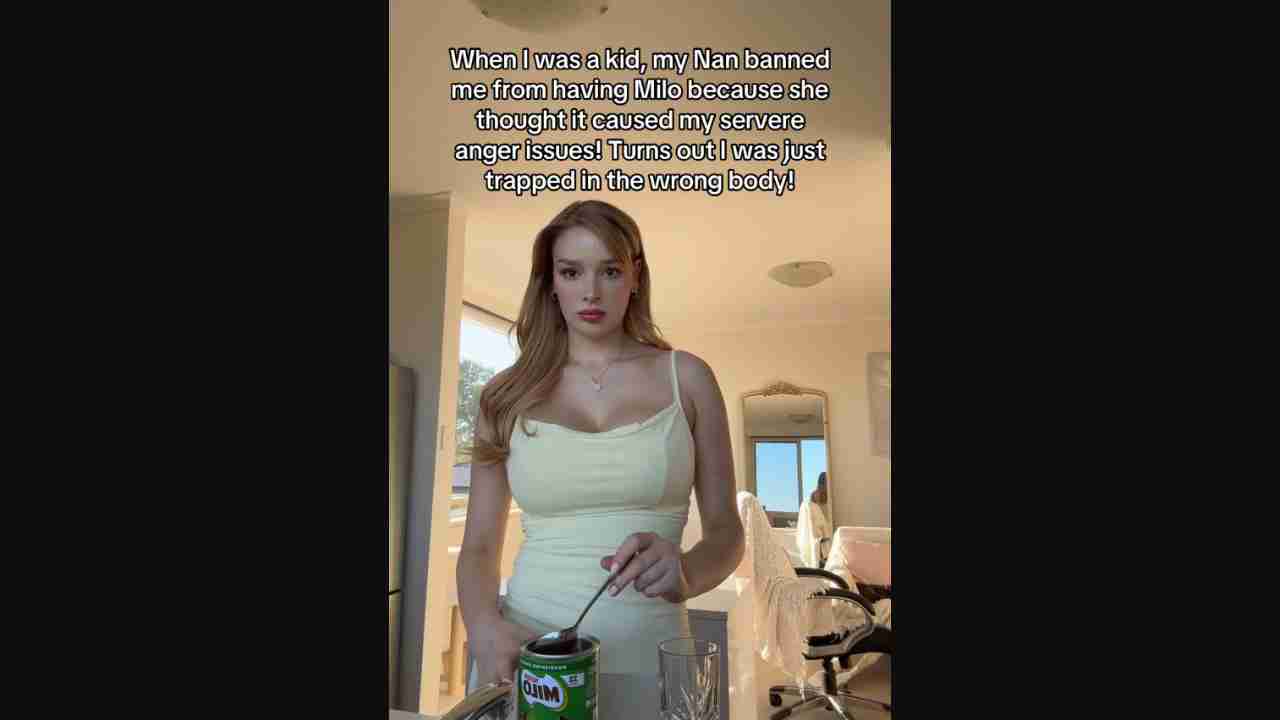 When I was a kid, my Nan banned
me from having Milo because she
thought it caused my servere
anger issues! Turns out I was just
trapped in the wrong body!
MILO